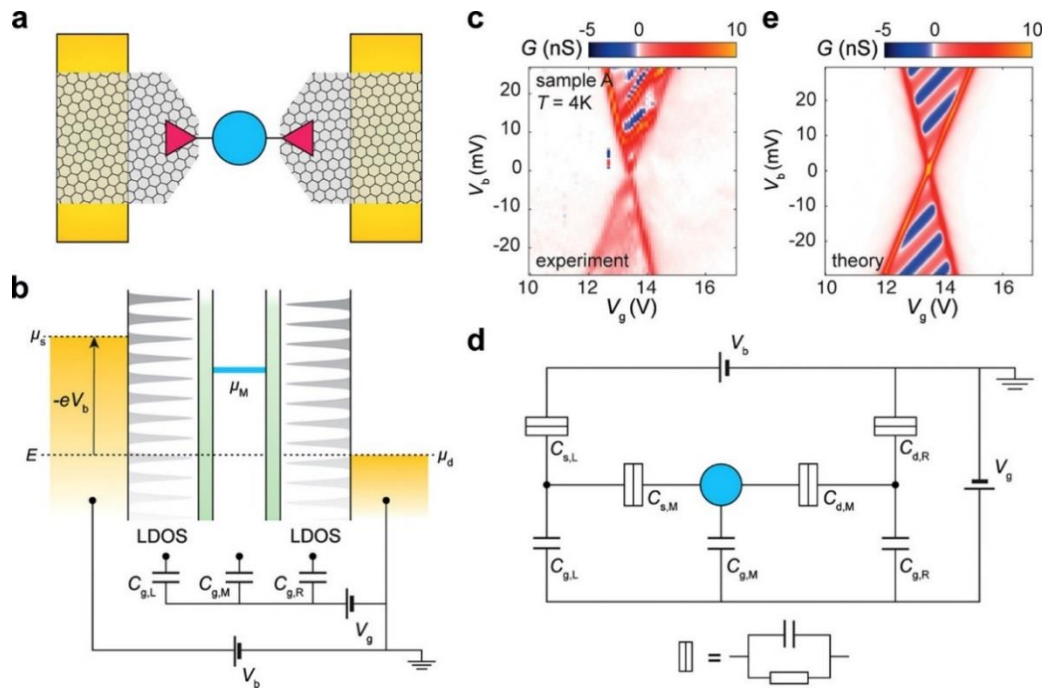 a
b
μs
-eVb
E
μM
μd
LDOS LDOS
Cg,L Cg,M Cg,R
Vg
Vb
c
-5 0 10
G (nS)
sample A
T = 4K
20
10
0
-10
-20
Vb (mV)
experiment
10 12 14 16
Vg (V)
e
-5 0 10
G (nS)
20
10
0
-10
-20
Vb (mV)
theory
10 12 14 16
Vg (V)
d
Vb
Cs,L Cd,R
Vg
Cs,M Cd,M
Cg,L Cg,M Cg,R
=